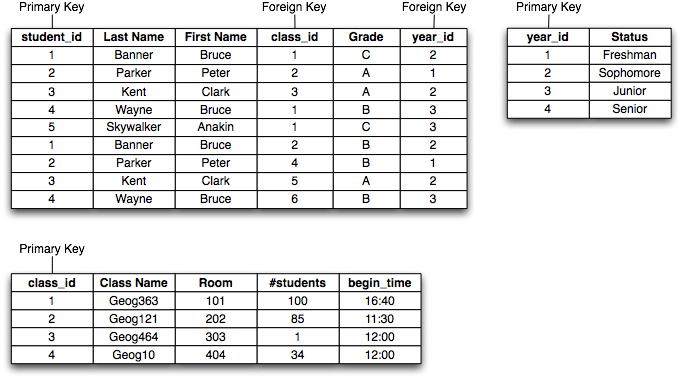 Primary Key Foreign Key Foreign Key
student_id Last Name First Name class_id Grade year_id
1 Banner Bruce 1 C 2
2 Parker Peter 2 A 1
3 Kent Clark 3 A 2
4 Wayne Bruce 1 B 3
5 Skywalker Anakin 1 C 3
1 Banner Bruce 2 B 2
2 Parker Peter 4 B 1
3 Kent Clark 5 A 2
4 Wayne Bruce 6 B 3
Primary Key
year_id Status
1 Freshman
2 Sophomore
3 Junior
4 Senior
Primary Key
class_id Class Name Room #students begin_time
1 Geog363 101 100 16:40
2 Geog121 202 85 11:30
3 Geog464 303 1 12:00
4 Geog10 404 34 12:00